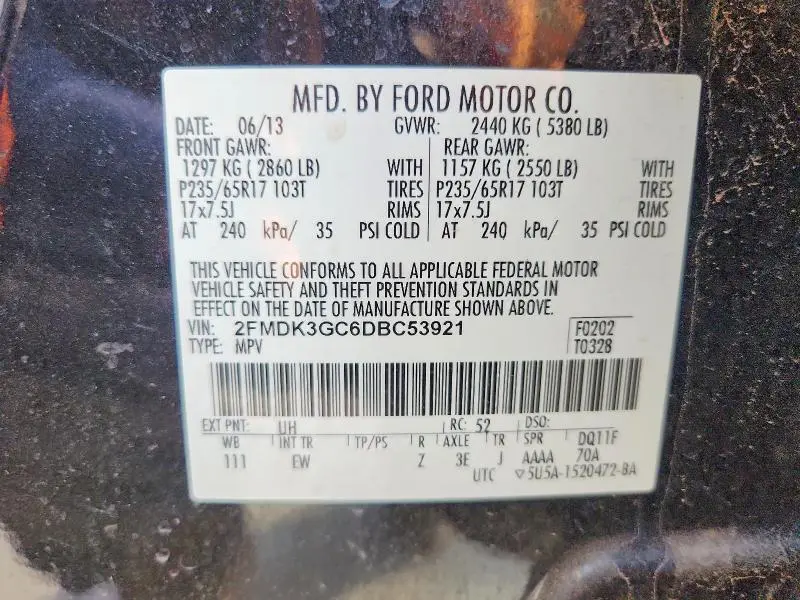 MFD. BY FORD MOTOR CO.
DATE: 06/13 GVWR: 2440 KG ( 5380 LB)
FRONT GAWR: REAR GAWR:
1297 KG ( 2860 LB) WITH 1157 KG ( 2550 LB) WITH
P235/65R17 103T TIRES P235/65R17 103T TIRES
17x7.5J RIMS 17x7.5J RIMS
AT 240 kPa/ 35 PSI COLD AT 240 kPa/ 35 PSI COLD
THIS VEHICLE CONFORMS TO ALL APPLICABLE FEDERAL MOTOR
VEHICLE SAFETY AND THEFT PREVENTION STANDARDS IN
EFFECT ON THE DATE OF MANUFACTURE SHOWN ABOVE.
VIN: 2FMDK3GC6DBC53921 F0202
TYPE: MPV T0328
EXT PNT: UH RC: 52 DSO:
WB INT TR TP/PS R AXLE TR SPR DQ11F
111 EW Z 3E J AAAA 70A
UTC ▽5U5A-1520472-BA